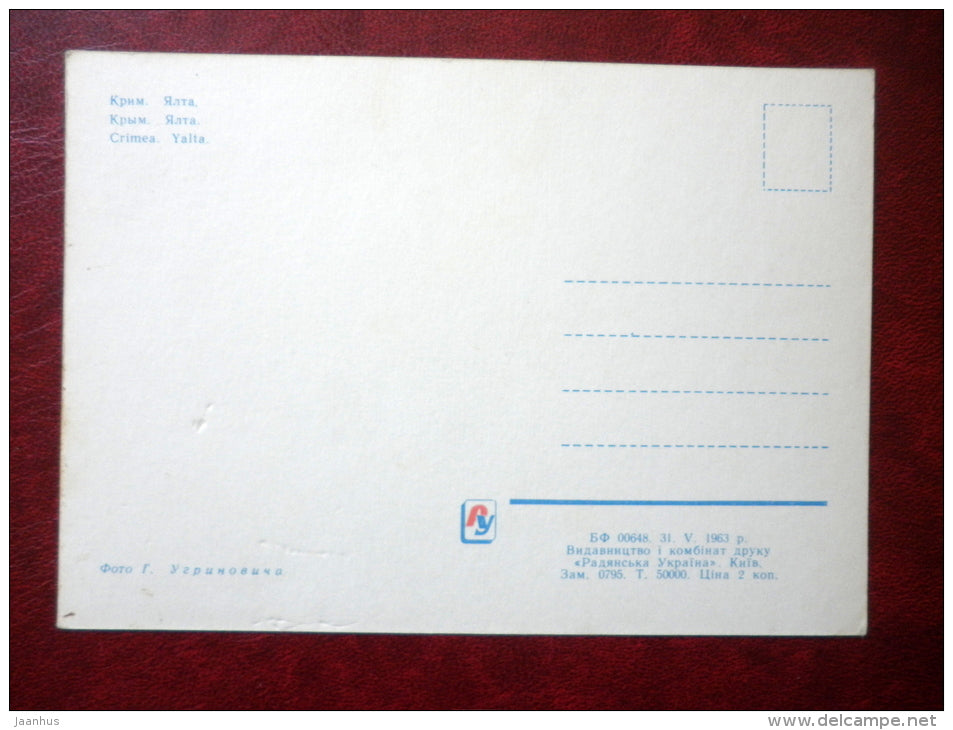 Крим. Ялта.
Крым. Ялта.
Crimea. Yalta.
РУ
БФ 00648. 31. V. 1963 р.
Видавництво і комбінат друку
«Радянська Україна». Київ.
Зам. 0795. Т. 50000. Ціна 2 коп.
Фото Г. Угриновича
jaanhus
www.delcampe.net